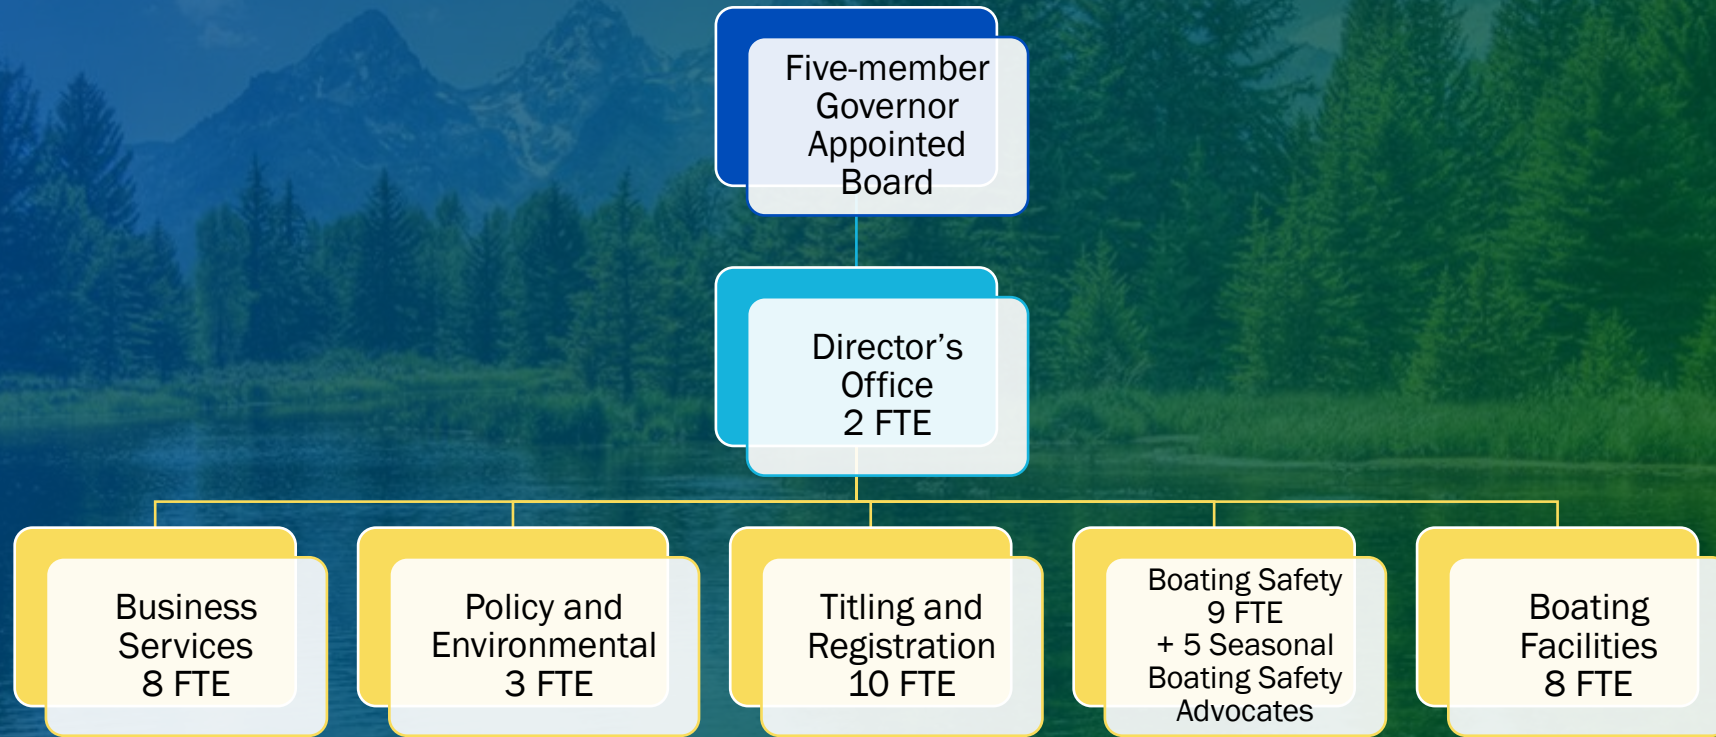 Five-member
Governor
Appointed
Board
Director’s
Office
2 FTE
Business
Services
8 FTE
Policy and
Environmental
3 FTE
Titling and
Registration
10 FTE
Boating Safety
9 FTE
+ 5 Seasonal
Boating Safety
Advocates
Boating
Facilities
8 FTE